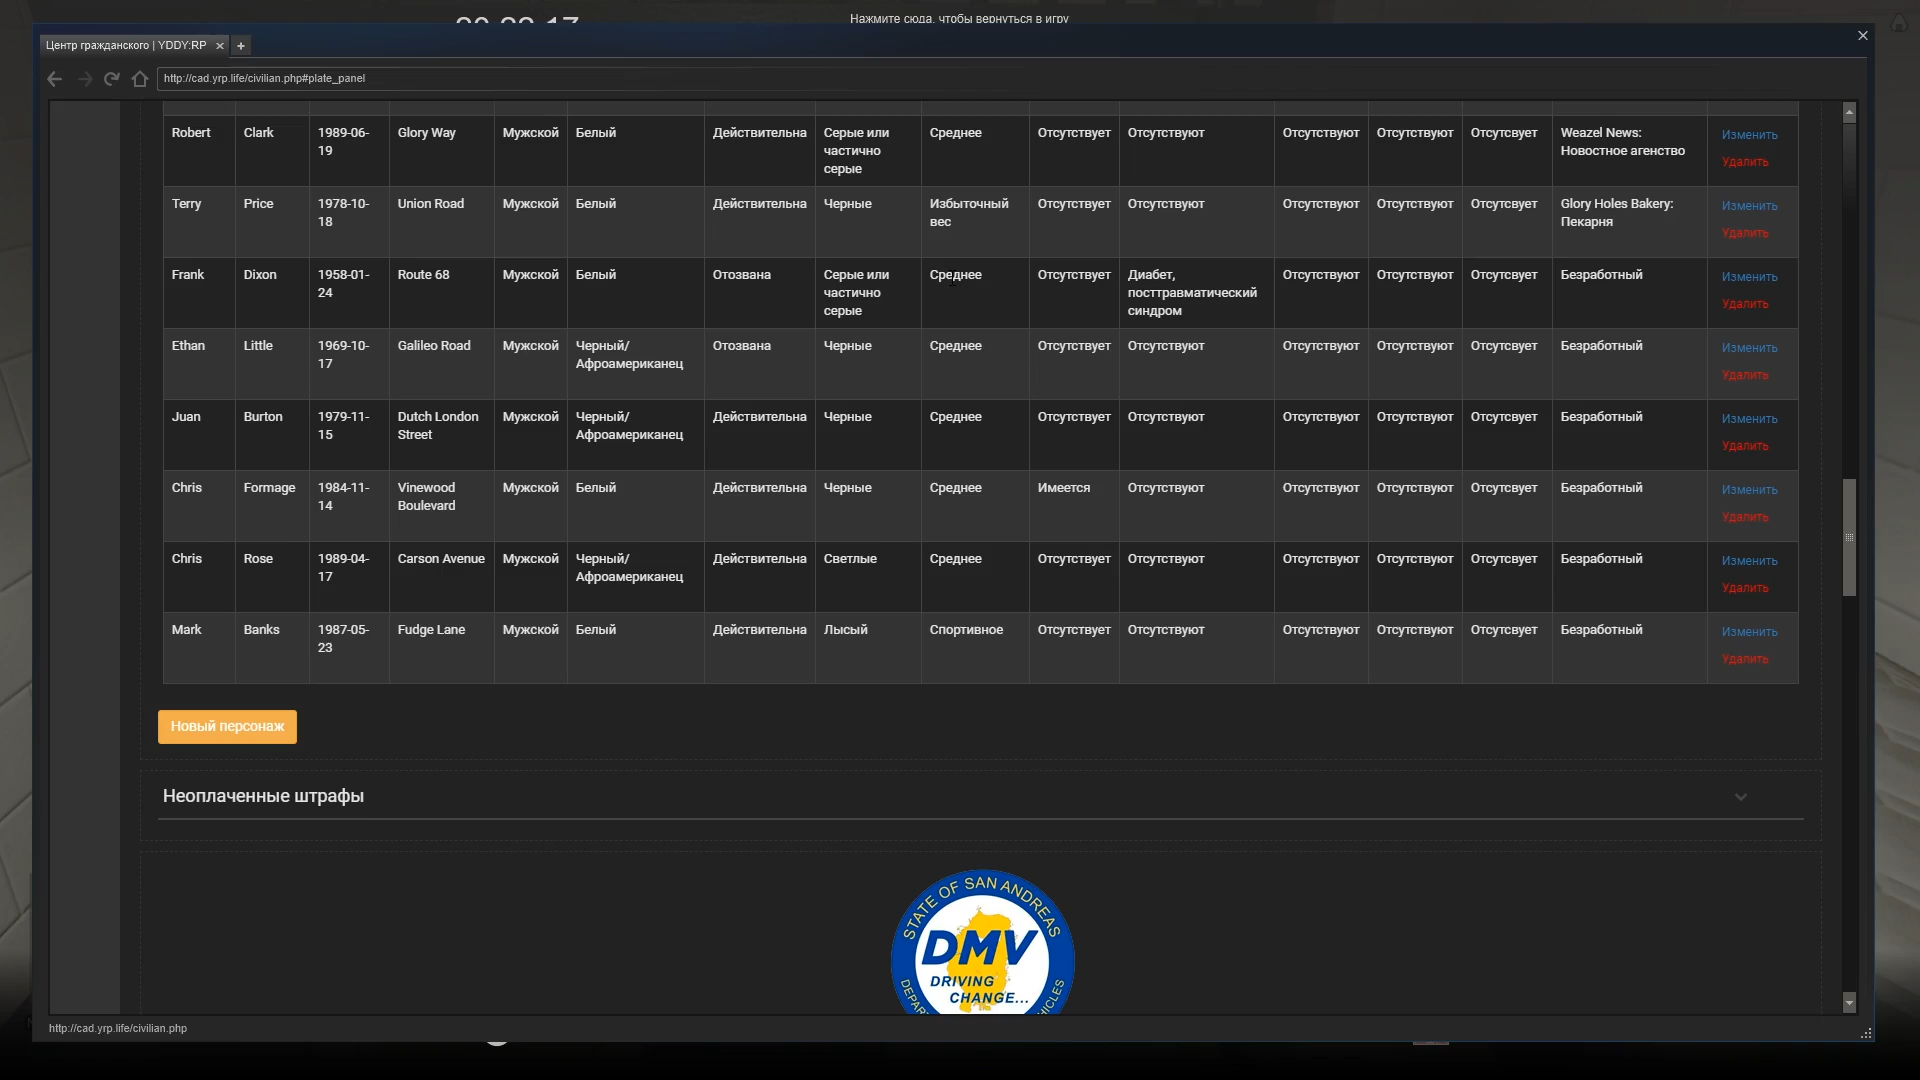 Нажмите сюда, чтобы вернуться в игру
Центр гражданского | YDDY:RP
http://cad.yrp.life/civilian.php#plate_panel
Robert Clark 1989-06- Glory Way Мужской Белый Действительна Серые или Среднее Отсутствует Отсутствуют Отсутствуют Отсутствуют Отсутсвует Weazel News: Изменить
19 частично Новостное агенство Удалить
серые
Terry Price 1978-10- Union Road Мужской Белый Действительна Черные Избыточный Отсутствует Отсутствуют Отсутствуют Отсутствуют Отсутсвует Glory Holes Bakery: Изменить
18 вес Пекарня Удалить
Frank Dixon 1958-01- Route 68 Мужской Белый Отозвана Серые или Среднее Отсутствует Диабет, Отсутствуют Отсутствуют Отсутсвует Безработный Изменить
24 частично посттравматический Удалить
серые синдром
Ethan Little 1969-10- Galileo Road Мужской Черный/ Отозвана Черные Среднее Отсутствует Отсутствуют Отсутствуют Отсутствуют Отсутсвует Безработный Изменить
17 Афроамериканец Удалить
Juan Burton 1979-11- Dutch London Мужской Черный/ Действительна Черные Среднее Отсутствует Отсутствуют Отсутствуют Отсутствуют Отсутсвует Безработный Изменить
15 Street Афроамериканец Удалить
Chris Formage 1984-11- Vinewood Мужской Белый Действительна Черные Среднее Имеется Отсутствуют Отсутствуют Отсутствуют Отсутсвует Безработный Изменить
14 Boulevard Удалить
Chris Rose 1989-04- Carson Avenue Мужской Черный/ Действительна Светлые Среднее Отсутствует Отсутствуют Отсутствуют Отсутствуют Отсутсвует Безработный Изменить
17 Афроамериканец Удалить
Mark Banks 1987-05- Fudge Lane Мужской Белый Действительна Лысый Спортивное Отсутствует Отсутствуют Отсутствуют Отсутствуют Отсутсвует Безработный Изменить
23 Удалить
Новый персонаж
Неоплаченные штрафы
STATE OF SAN ANDREAS
DMV
DRIVING
CHANGE...
http://cad.yrp.life/civilian.php